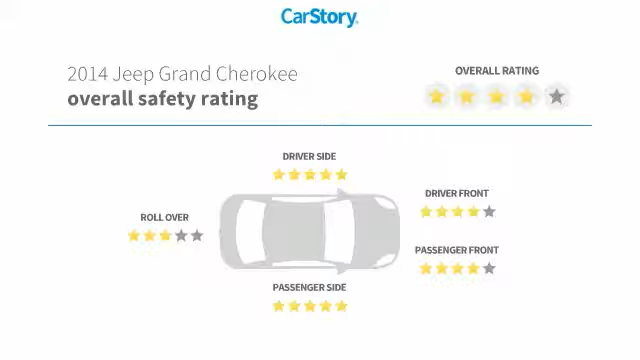 CarStory
2014 Jeep Grand Cherokee
overall safety rating
OVERALL RATING
DRIVER SIDE
DRIVER FRONT
ROLL OVER
PASSENGER FRONT
PASSENGER SIDE